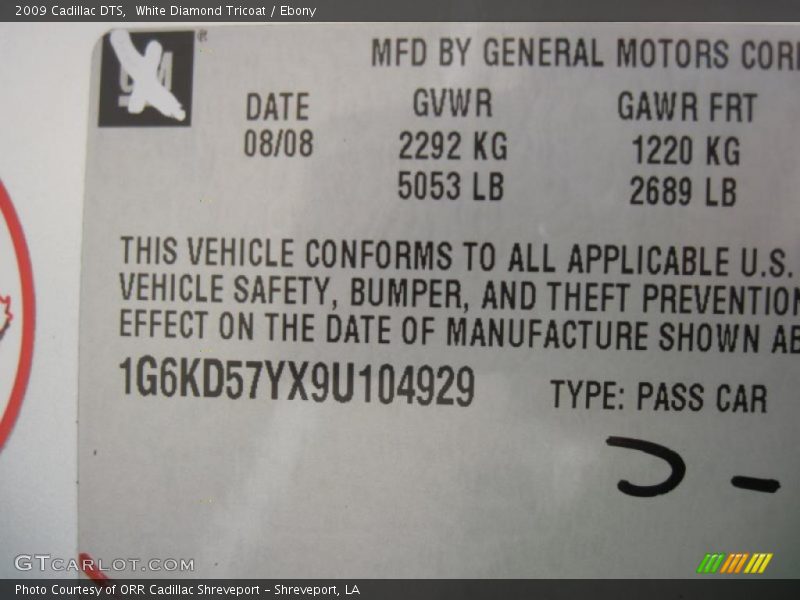 2009 Cadillac DTS, White Diamond Tricoat / Ebony
MFD BY GENERAL MOTORS
DATE GVWR GAWR FRT
08/08 2292 KG 1220 KG
5053 LB 2689 LB
THIS VEHICLE CONFORMS TO ALL APPLICABLE U.S.
VEHICLE SAFETY, BUMPER, AND THEFT PREVENTION
EFFECT ON THE DATE OF MANUFACTURE SHOWN
1G6KD57YX9U104929 TYPE: PASS CAR
GTCARLOT.COM
Photo Courtesy of ORR Cadillac Shreveport - Shreveport, LA